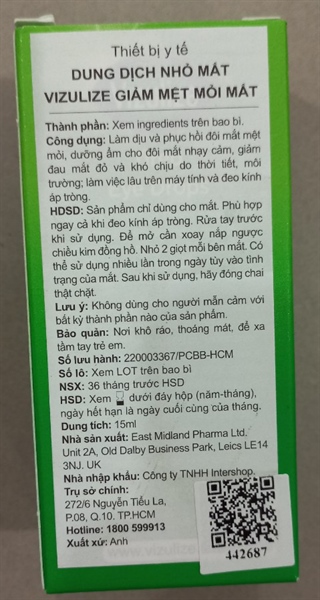 Thiết bị y tế
DUNG DỊCH NHỎ MẮT
VIZULIZE GIẢM MỆT MỎI MẮT
Thành phần: Xem ingredients trên bao bì.
Công dụng: Làm dịu và phục hồi đôi mắt mệt
mỏi, dưỡng ẩm cho đôi mắt nhạy cảm, giảm
đau mắt đỏ và khó chịu do thời tiết, môi
trường; làm việc lâu trên máy tính và đeo kính
áp tròng.
HDSD: Sản phẩm chỉ dùng cho mắt. Phù hợp
ngay cả khi đeo kính áp tròng. Rửa tay trước
khi sử dụng. Để mở cần xoay nắp ngược
chiều kim đồng hồ. Nhỏ 2 giọt mỗi bên mắt. Có
thể sử dụng nhiều lần trong ngày tùy vào tình
trạng của mắt. Sau khi sử dụng, hãy đóng chai
thật chặt.
Lưu ý: Không dùng cho người mẫn cảm với
bất kỳ thành phần nào của sản phẩm.
Bảo quản: Nơi khô ráo, thoáng mát, để xa
tầm tay trẻ em.
Số lưu hành: 220003367/PCBB-HCM
Số lô: Xem LOT trên bao bì
NSX: 36 tháng trước HSD
HSD: Xem dưới đáy hộp (năm-tháng),
ngày hết hạn là ngày cuối cùng của tháng.
Dung tích: 15ml
Nhà sản xuất: East Midland Pharma Ltd.
Unit 2A, Old Dalby Business Park, Leics LE14
3NJ. UK
Nhà nhập khẩu: Công ty TNHH Intershop.
Trụ sở chính:
272/6 Nguyễn Tiểu La,
P.08, Q.10. TP.HCM
Hotline: 1800 599913
Xuất xứ: Anh
442687
www.vizulize